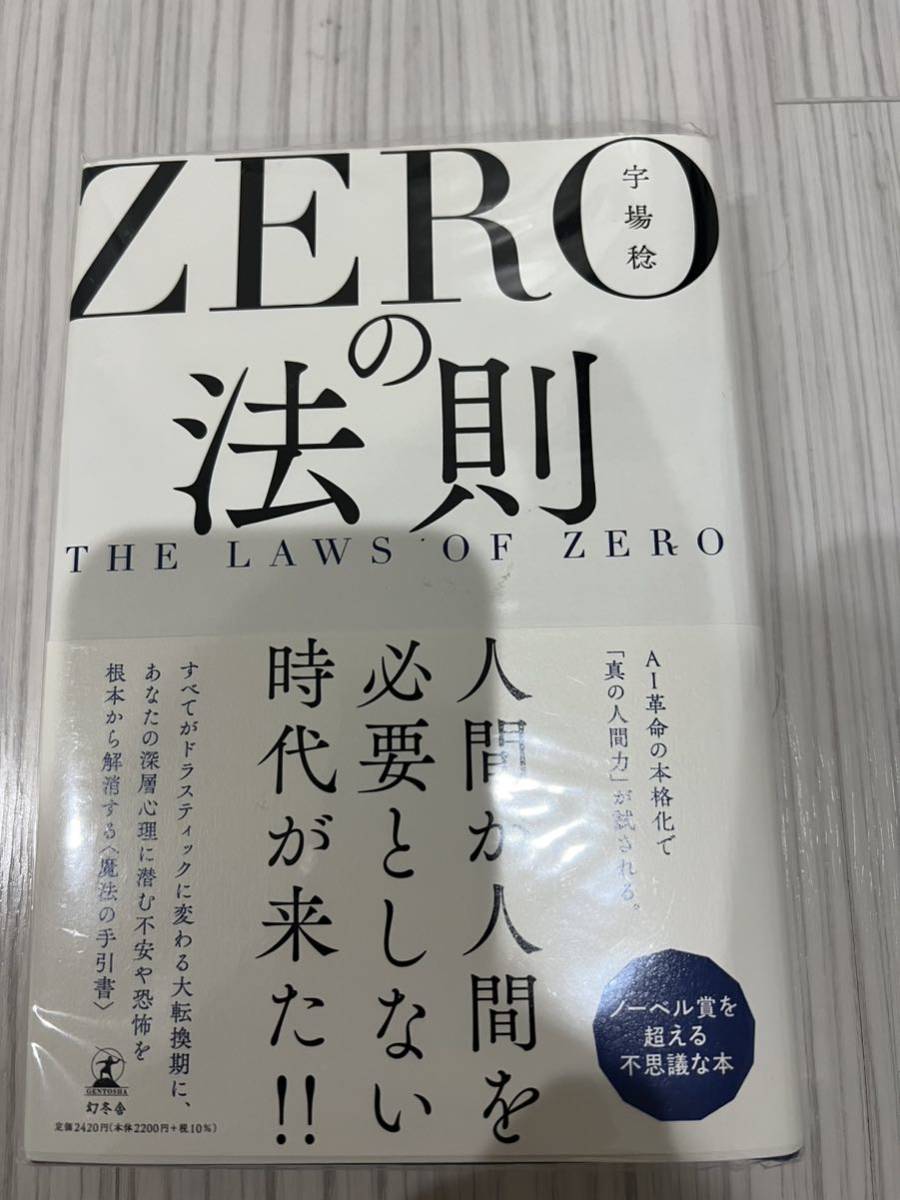 ZERO
宇場稔
の
法則
THE LAWS OF ZERO
AI革命の本格化で
「真の人間力」が試される。
人間が人間を
必要としない
時代が来た!!
すべてがドラスティックに変わる大転換期に、
あなたの深層心理に潜む不安や恐怖を
根本から解消する〈魔法の手引書〉
ノーベル賞を
超える
不思議な本
GENTOSHA
幻冬舎
定価2420円(本体2200円+税10%)